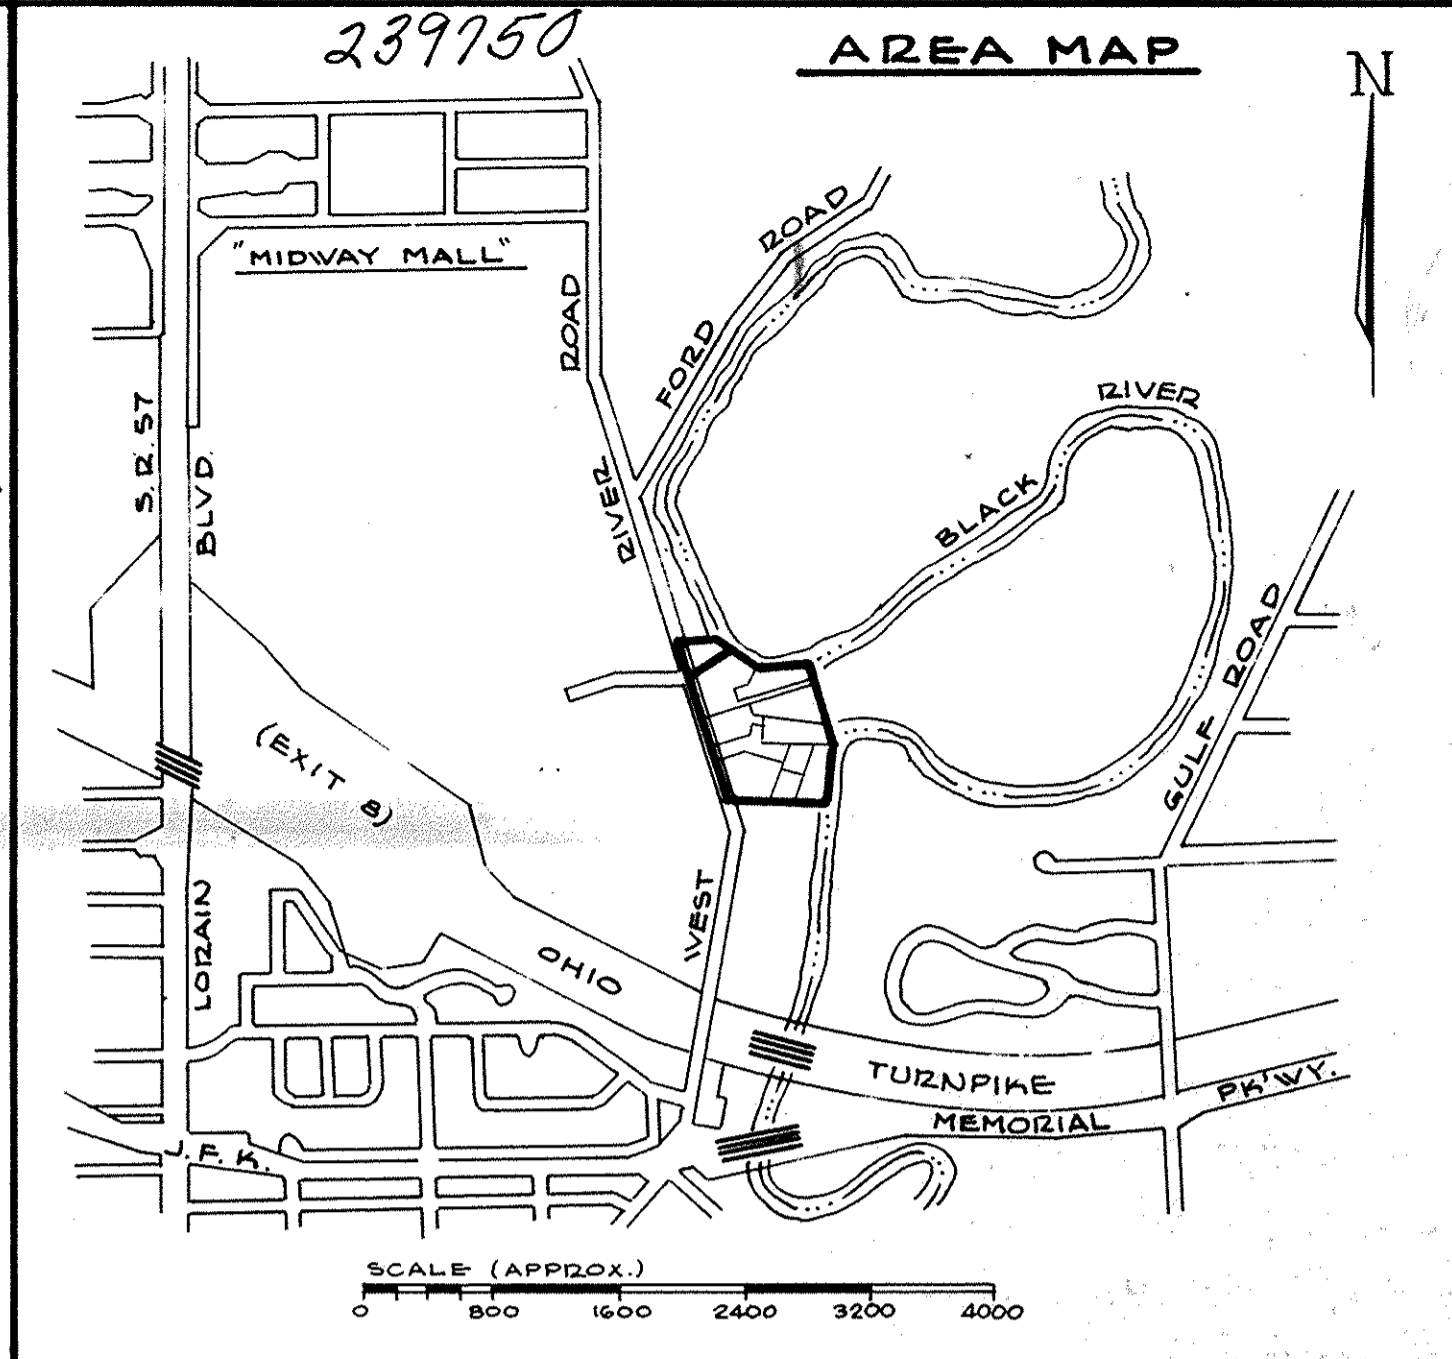 239750
AREA MAP
N
"MIDWAY MALL"
ROAD
FORD
ROAD
S.R. 57
BLVD.
RIVER
BLACK
RIVER
GULF ROAD
(EXIT 8)
LORAIN
WEST
OHIO
TURNPIKE
J.F.K.
MEMORIAL
PK'WY.
SCALE (APPROX.)
0 800 1600 2400 3200 4000